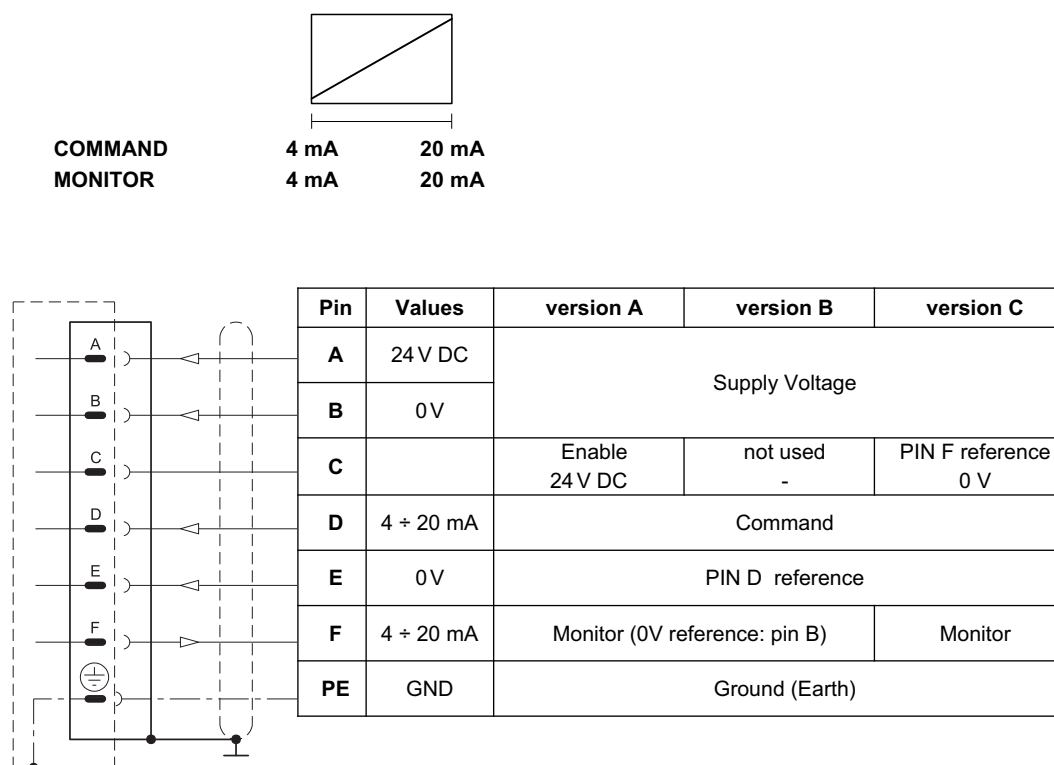 COMMAND 4 mA 20 mA
MONITOR 4 mA 20 mA
Pin Values version A version B version C
A A 24 V DC Supply Voltage
B B 0 V
C C Enable 24 V DC not used - PIN F reference 0 V
D D 4 ÷ 20 mA Command
E E 0 V PIN D reference
F F 4 ÷ 20 mA Monitor (0V reference: pin B) Monitor
PE GND Ground (Earth)